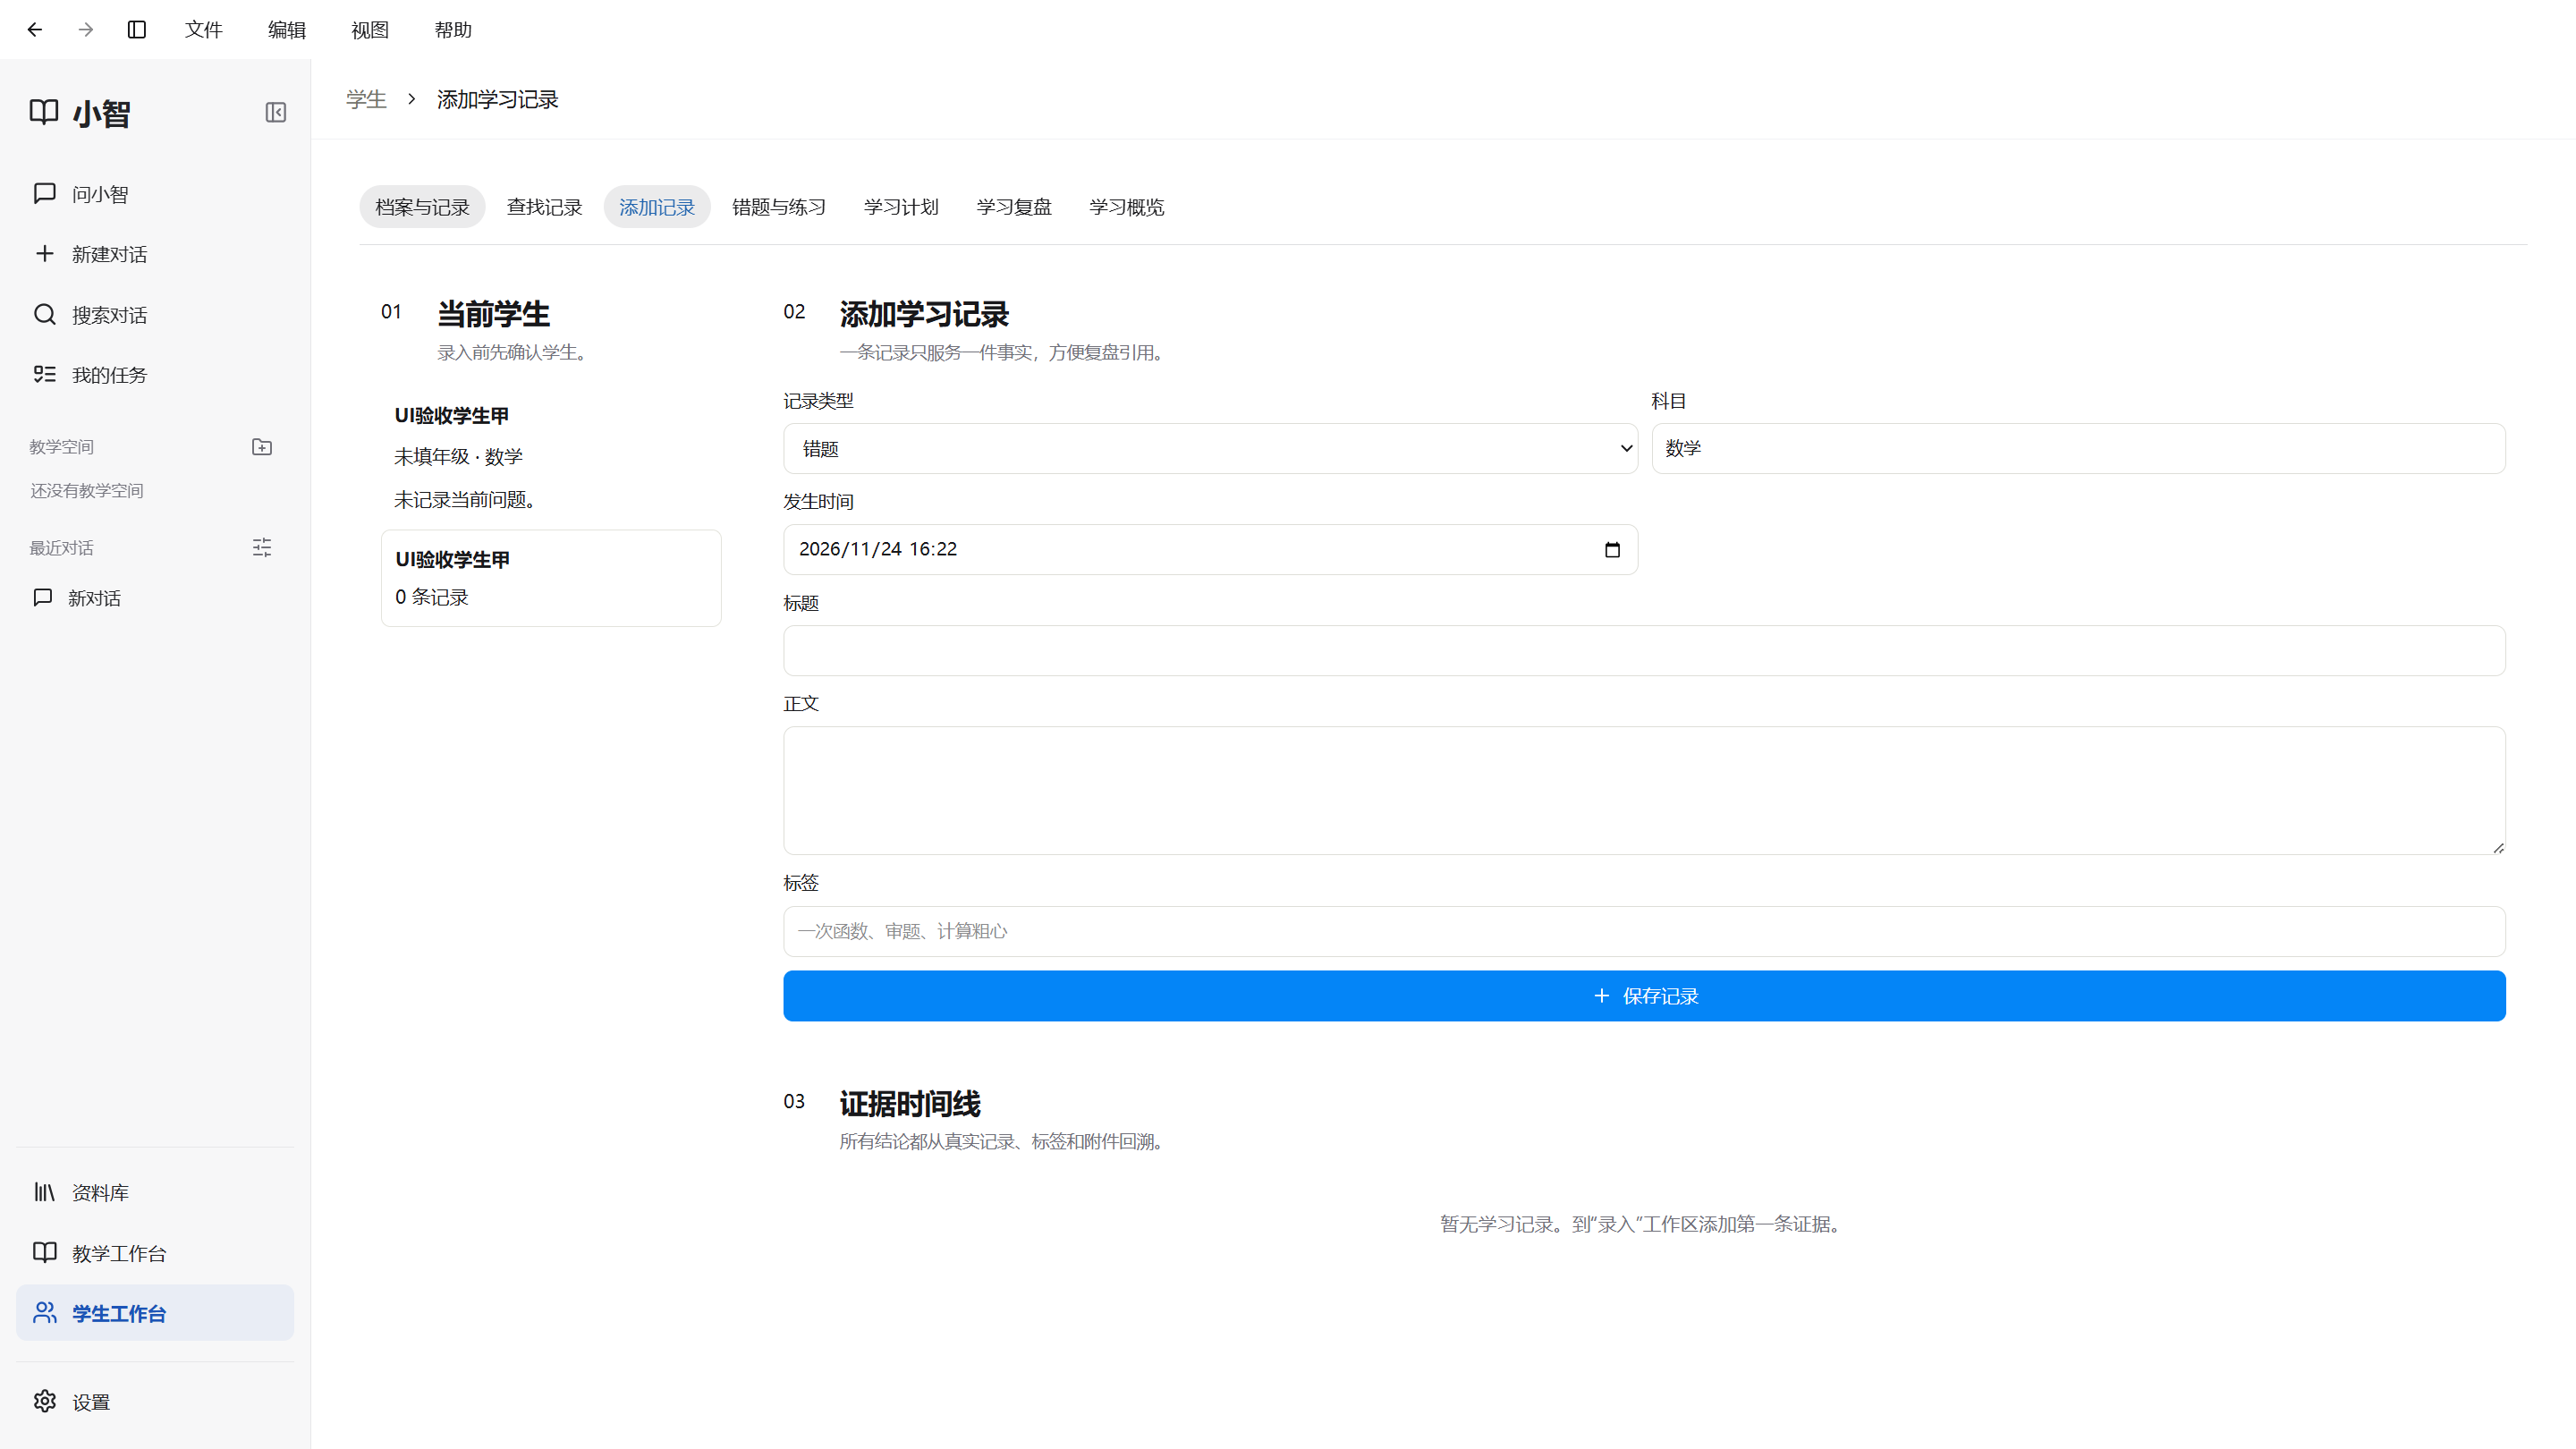 文件 编辑 视图 帮助
小智
问小智
新建对话
搜索对话
我的任务
教学空间
还没有教学空间
最近对话
新对话
资料库
教学工作台
学生工作台
设置
学生 > 添加学习记录
档案与记录 查找记录 添加记录 错题与练习 学习计划 学习复盘 学习概览
01 当前学生
录入前先确认学生。
UI验收学生甲
未填年级 · 数学
未记录当前问题。
UI验收学生甲
0 条记录
02 添加学习记录
一条记录只服务一件事实，方便复盘引用。
记录类型 科目
错题 数学
发生时间
2026/11/24 16:22
标题
正文
标签
一次函数、审题、计算粗心
保存记录
03 证据时间线
所有结论都从真实记录、标签和附件回溯。
暂无学习记录。到“录入”工作区添加第一条证据。